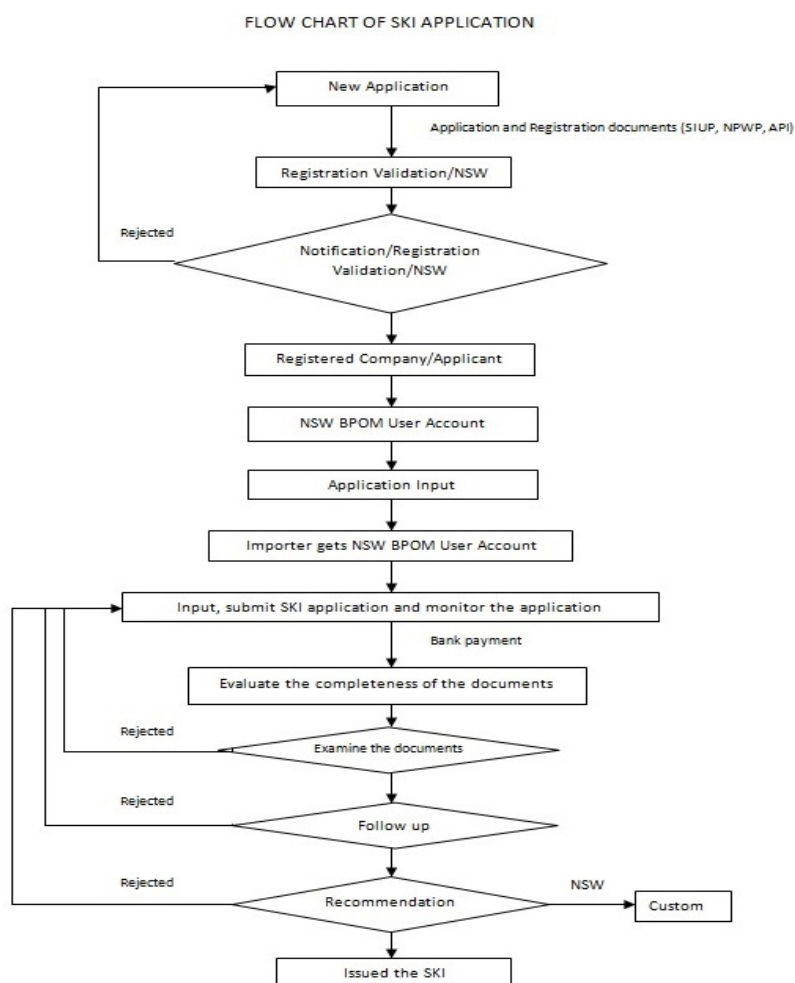 FLOW CHART OF SKI APPLICATION
New Application
Application and Registration documents (SIUP, NPWP, API)
Registration Validation/NSW
Rejected
Notification/Registration
Validation/NSW
Registered Company/Applicant
NSW BPOM User Account
Application Input
Importer gets NSW BPOM User Account
Input, submit SKI application and monitor the application
Bank payment
Evaluate the completeness of the documents
Rejected
Examine the documents
Rejected
Follow up
Rejected
Recommendation
NSW
Custom
Issued the SKI